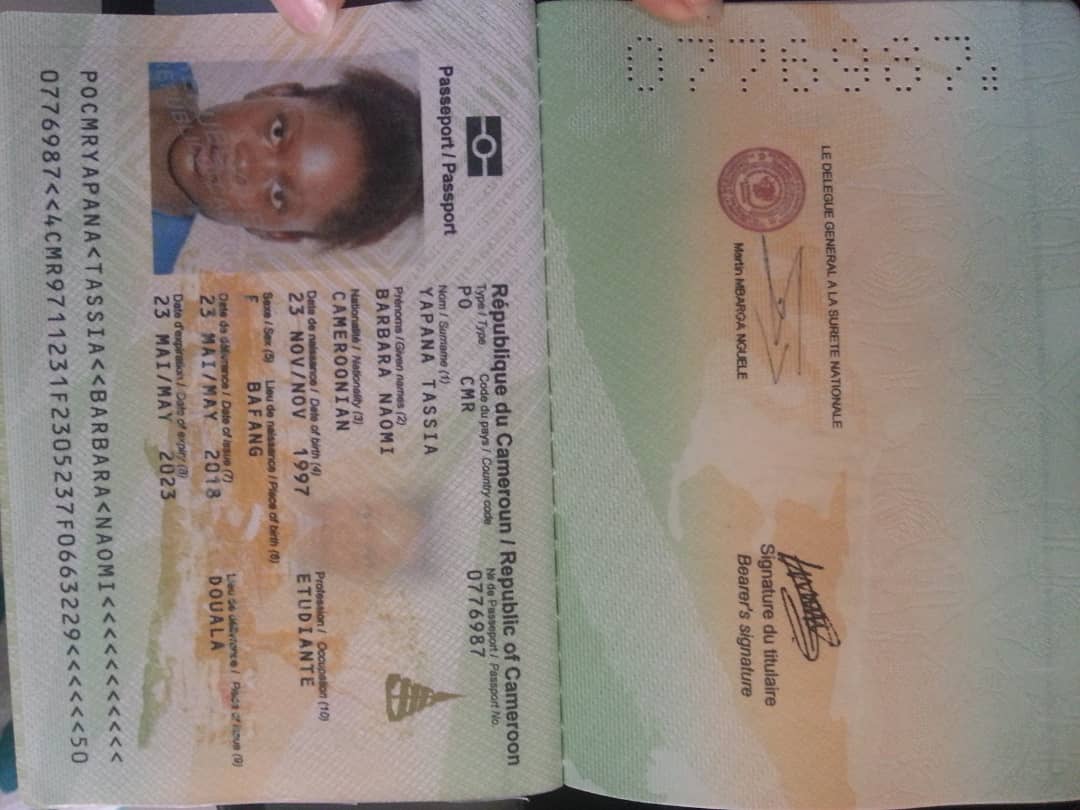 0776987
LE DELEGUE GENERAL A LA SURETE NATIONALE
Martin MBARGA NGUELE
Signature du titulaire
Bearer's signature
République du Cameroun / Republic of Cameroon
Passeport / Passport
Type / Type Code du pays / Country code № de Passeport / Passport No.
PO CMR 0776987
Nom / Surname (1)
YAPANA TASSIA
Prénoms / Given names (2)
BARBARA NAOMI
Nationalité / Nationality (3)
CAMEROONIAN
Date de naissance / Date of birth (4) Profession / Occupation (10)
23 NOV/NOV 1997 ETUDIANTE
Sexe / Sex (5) Lieu de naissance / Place of birth (6)
F BAFANG
Date de délivrance / Date of issue (7) Lieu de délivrance / Place of issue (9)
23 MAI/MAY 2018 DOUALA
Date d'expiration / Date of expiry (8)
23 MAI/MAY 2023
POCMRYAPANA<TASSIA<<BARBARA<NAOMI<<<<<<<<<<<
0776987<<4CMR9711231F2305237F0663229<<<<<<50